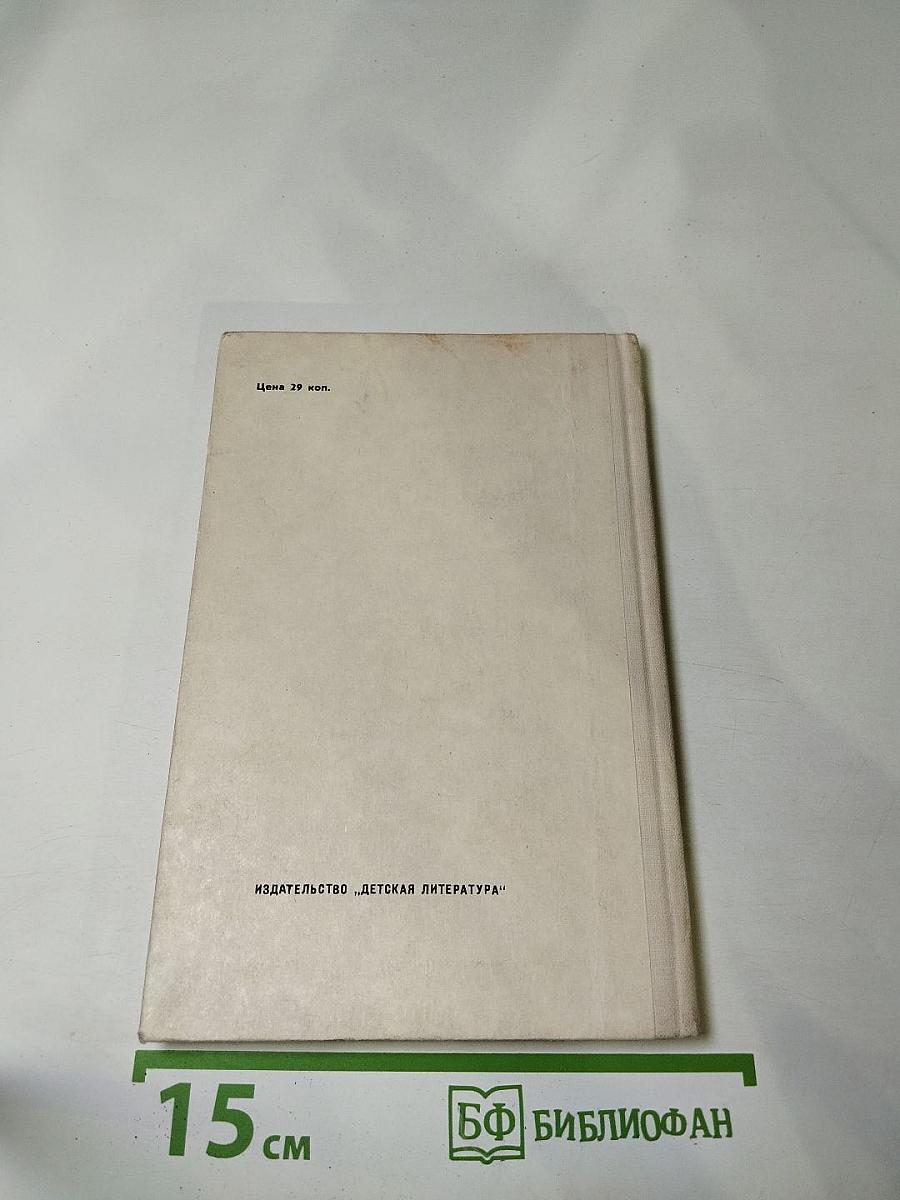 Цена 29 коп.
ИЗДАТЕЛЬСТВО „ДЕТСКАЯ ЛИТЕРАТУРА“
15 см
БФ БИБЛИОФАН